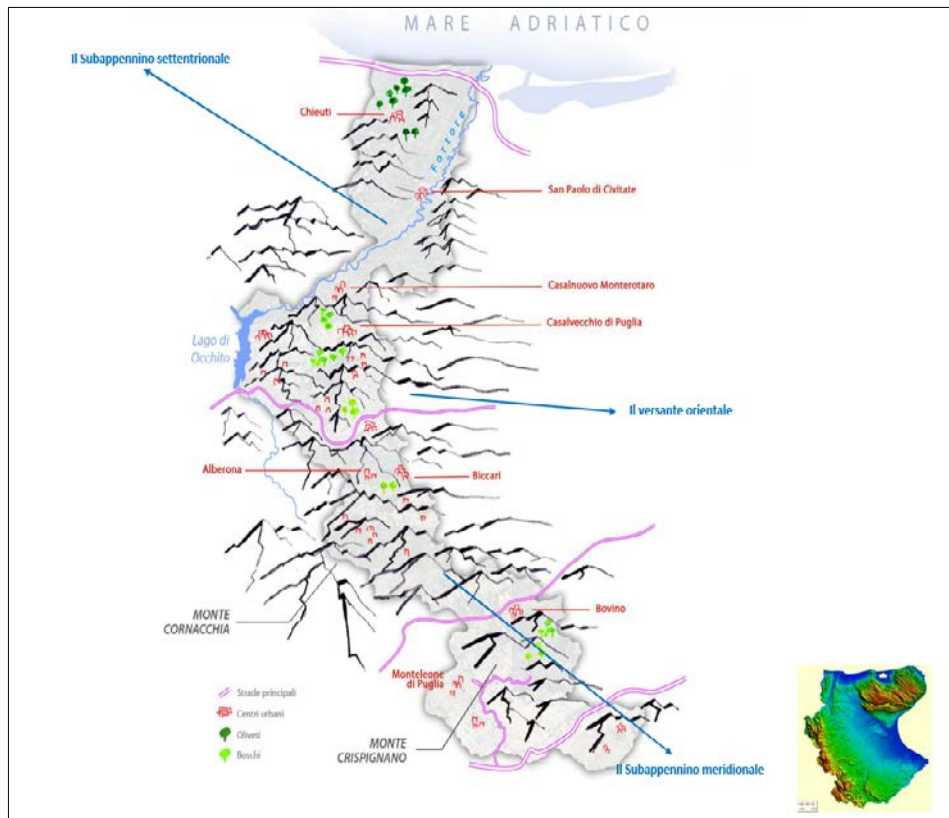 MARE ADRIATICO
Il Subappennino settentrionale
Chieuti
Fortore
San Paolo di Civitate
Casalnuovo Monterotaro
Casalvecchio di Puglia
Lago di
Occhito
Il versante orientale
Alberona
Biccari
MONTE
CORNACCHIA
Bovino
Monteleone
di Puglia
Strade principali
Centri urbani
Oliveti
Boschi
MONTE
CRISPIGNANO
Il Subappennino meridionale